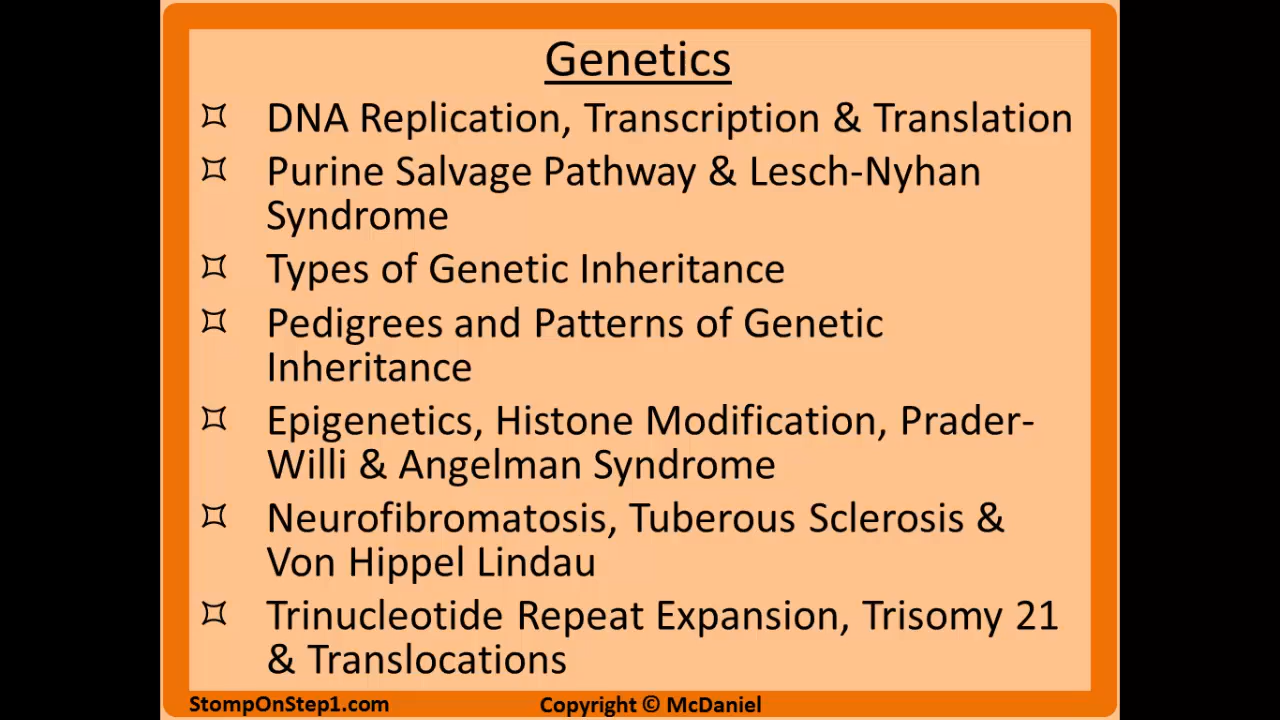 Genetics
DNA Replication, Transcription & Translation
Purine Salvage Pathway & Lesch-Nyhan
Syndrome
Types of Genetic Inheritance
Pedigrees and Patterns of Genetic
Inheritance
Epigenetics, Histone Modification, Prader-
Willi & Angelman Syndrome
Neurofibromatosis, Tuberous Sclerosis &
Von Hippel Lindau
Trinucleotide Repeat Expansion, Trisomy 21
& Translocations
StompOnStep1.com Copyright © McDaniel